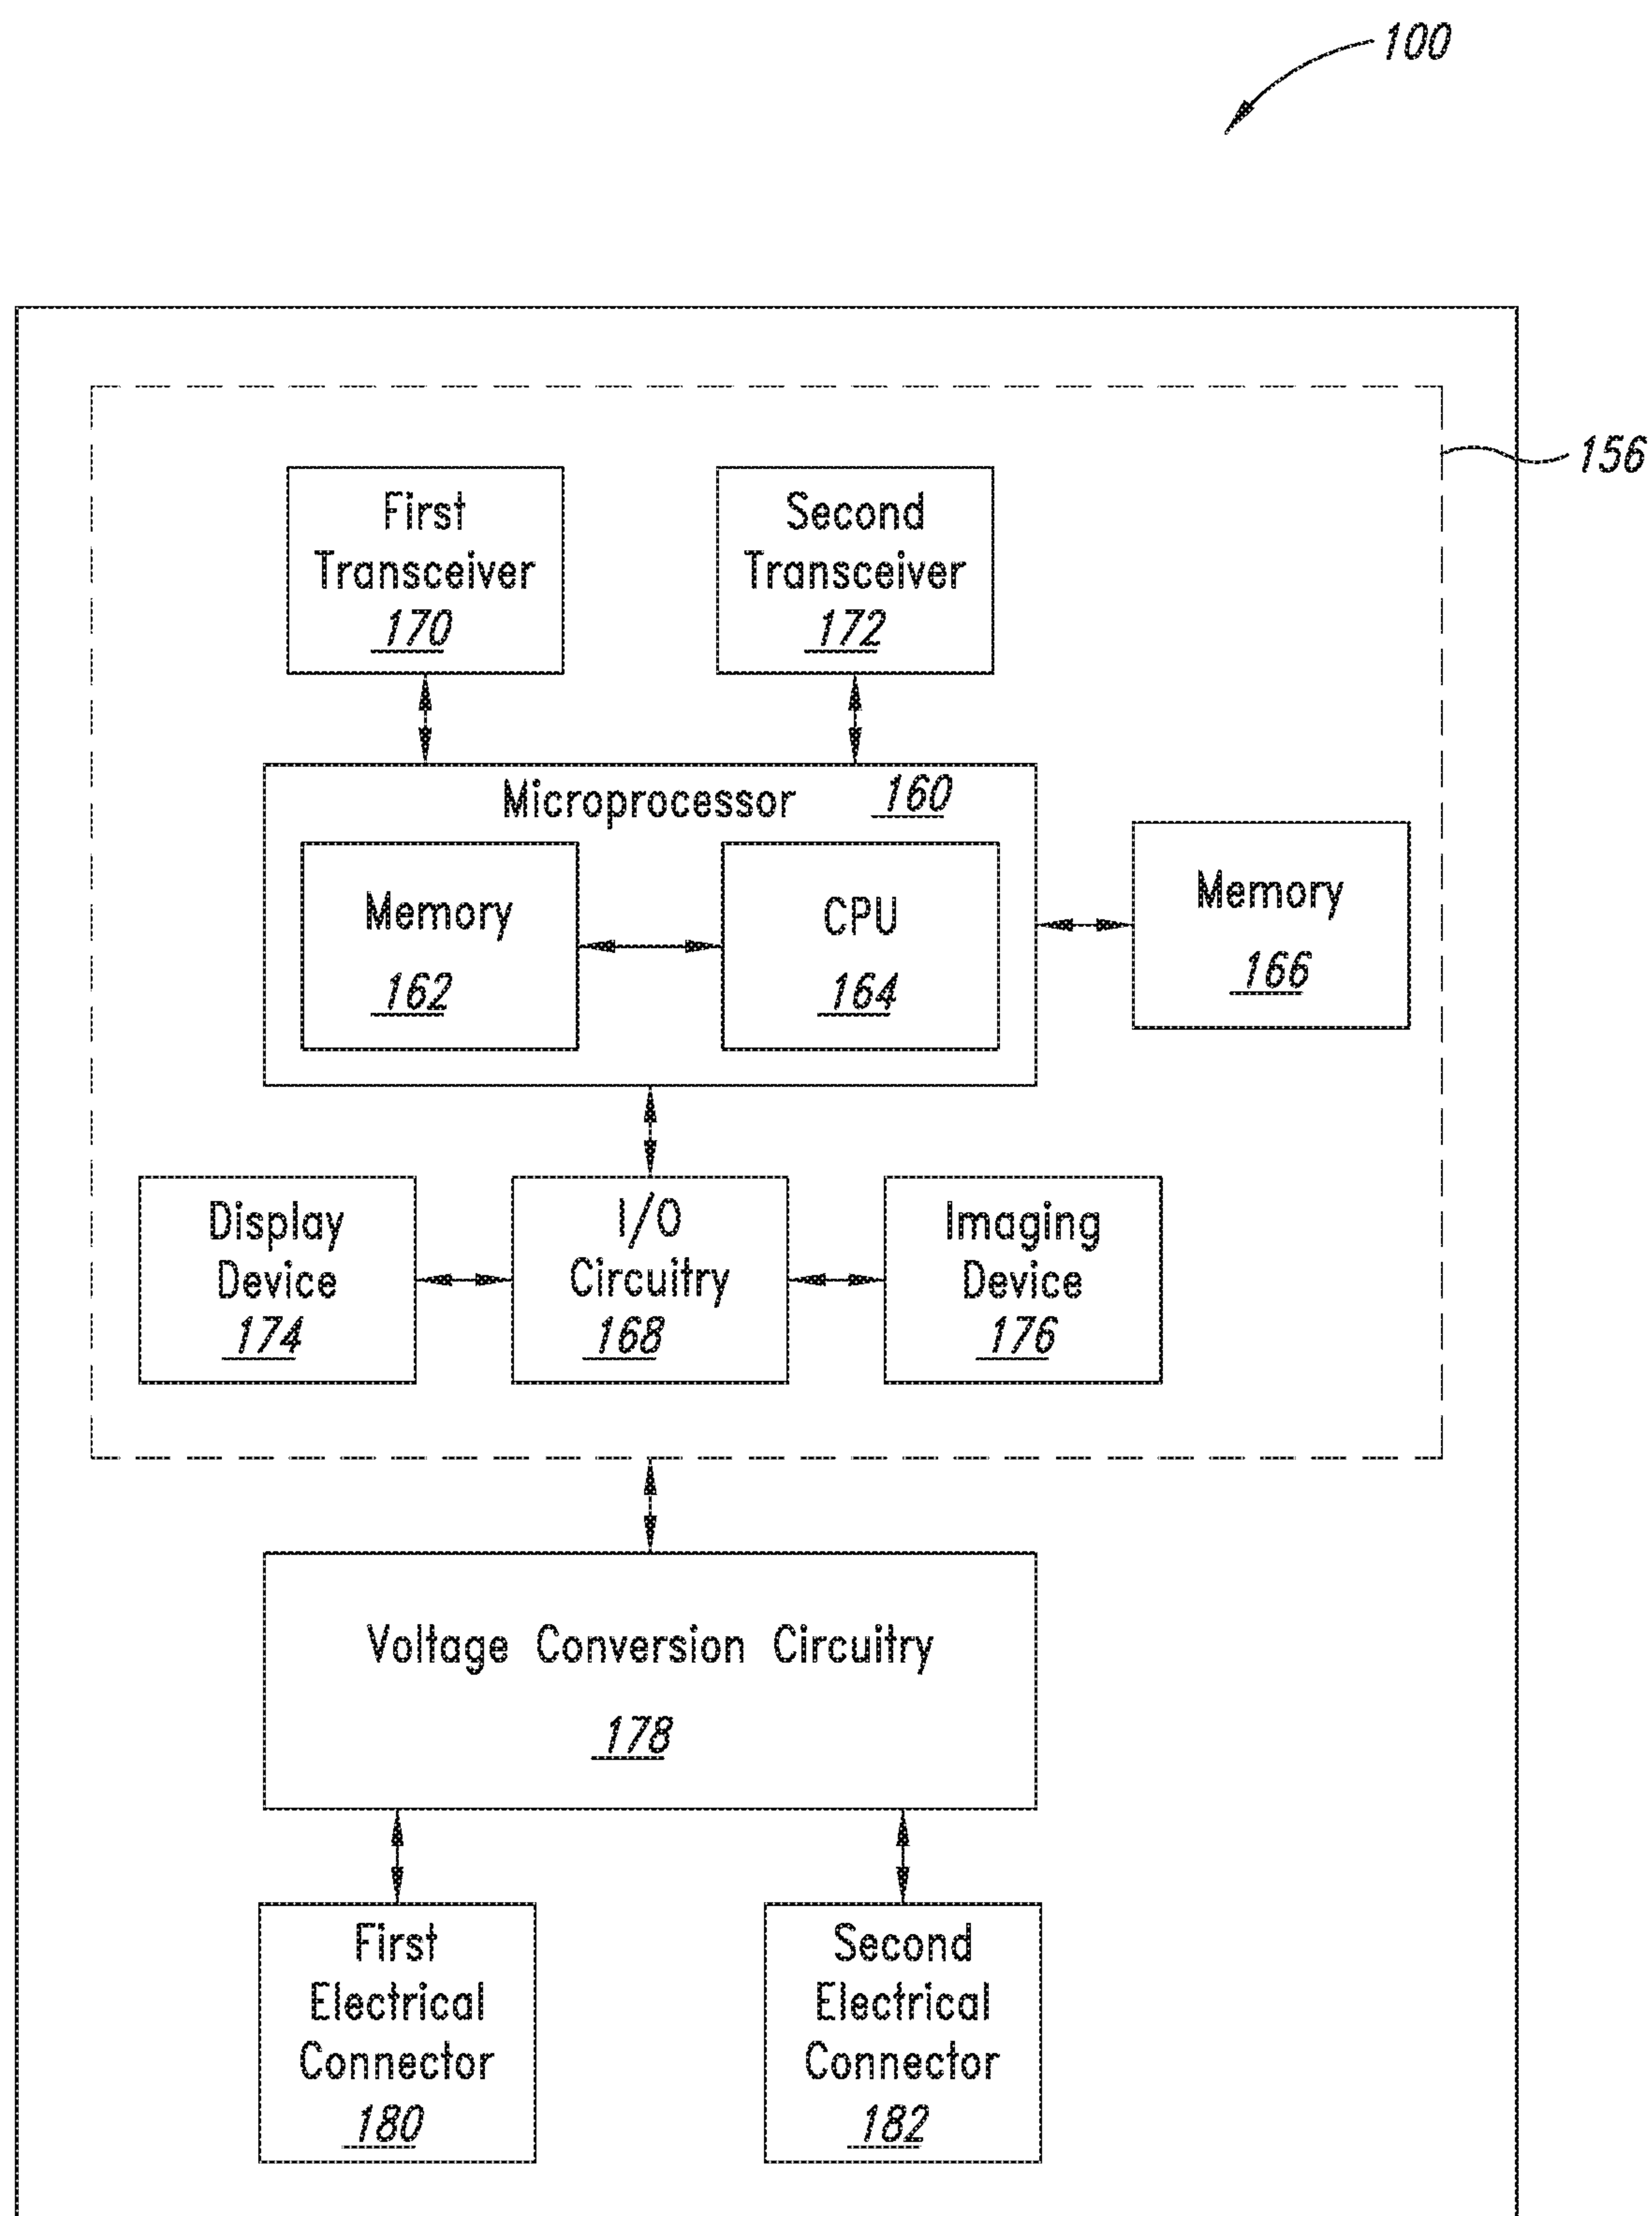 100
156
First
Transceiver
170
Second
Transceiver
172
Microprocessor 160
Memory
162
CPU
164
Memory
166
Display
Device
174
I/O
Circuitry
168
Imaging
Device
176
Voltage Conversion Circuitry
178
First
Electrical
Connector
180
Second
Electrical
Connector
182